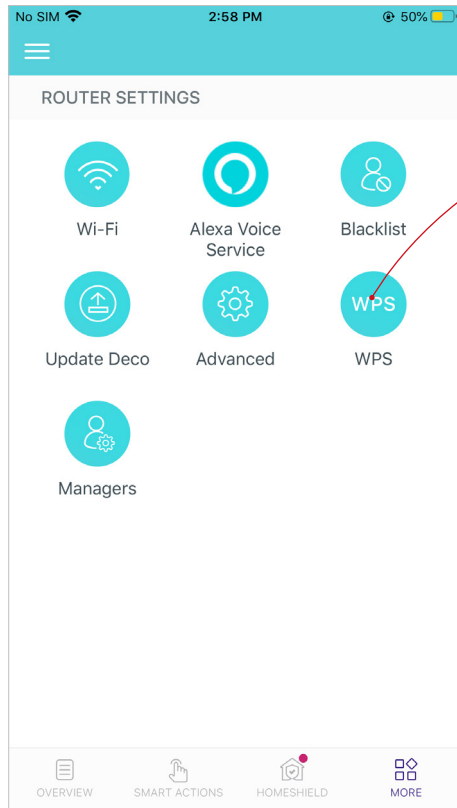 No SIM 2:58 PM 50%
ROUTER SETTINGS
Wi-Fi
Alexa Voice
Service
Blacklist
WPS
Update Deco
Advanced
WPS
Managers
OVERVIEW
SMART ACTIONS
HOMESHIELD
MORE